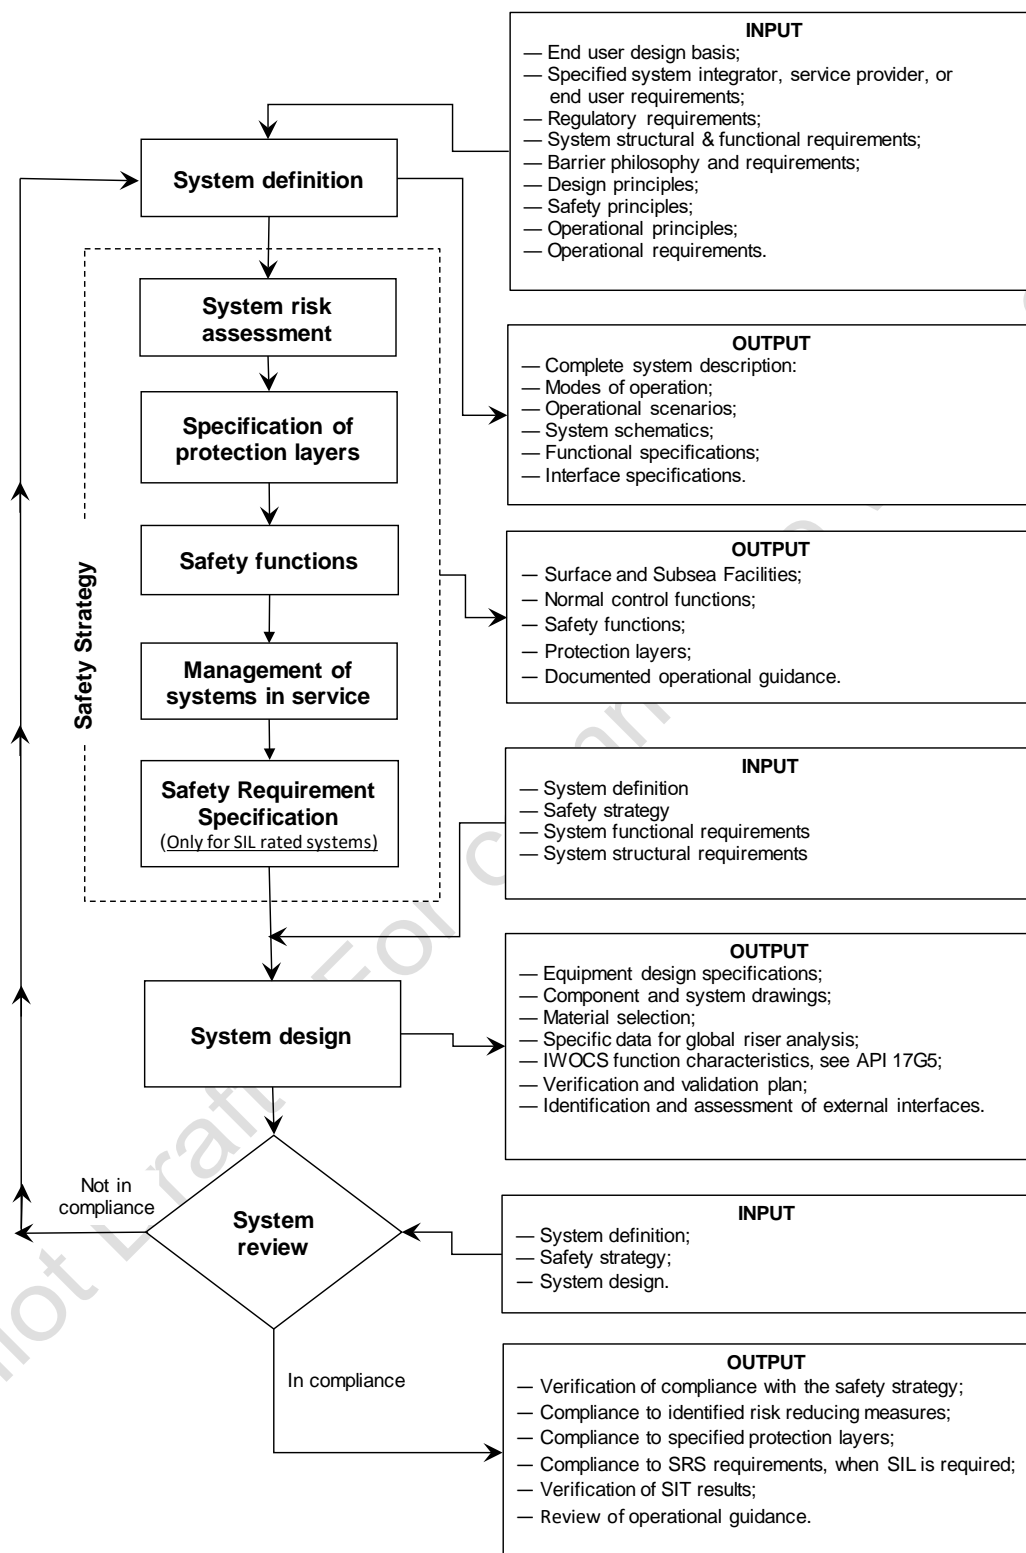 INPUT
— End user design basis;
— Specified system integrator, service provider, or
end user requirements;
— Regulatory requirements;
— System structural & functional requirements;
— Barrier philosophy and requirements;
— Design principles;
— Safety principles;
— Operational principles;
— Operational requirements.
System definition
System risk
assessment
OUTPUT
— Complete system description:
— Modes of operation;
— Operational scenarios;
— System schematics;
— Functional specifications;
— Interface specifications.
Specification of
protection layers
Safety functions
OUTPUT
— Surface and Subsea Facilities;
— Normal control functions;
— Safety functions;
— Protection layers;
— Documented operational guidance.
Safety Strategy
Management of
systems in service
Safety Requirement
Specification
(Only for SIL rated systems)
INPUT
— System definition
— Safety strategy
— System functional requirements
— System structural requirements
System design
OUTPUT
— Equipment design specifications;
— Component and system drawings;
— Material selection;
— Specific data for global riser analysis;
— IWOCS function characteristics, see API 17G5;
— Verification and validation plan;
— Identification and assessment of external interfaces.
Not in
compliance
System
review
INPUT
— System definition;
— Safety strategy;
— System design.
In compliance
OUTPUT
— Verification of compliance with the safety strategy;
— Compliance to identified risk reducing measures;
— Compliance to specified protection layers;
— Compliance to SRS requirements, when SIL is required;
— Verification of SIT results;
— Review of operational guidance.